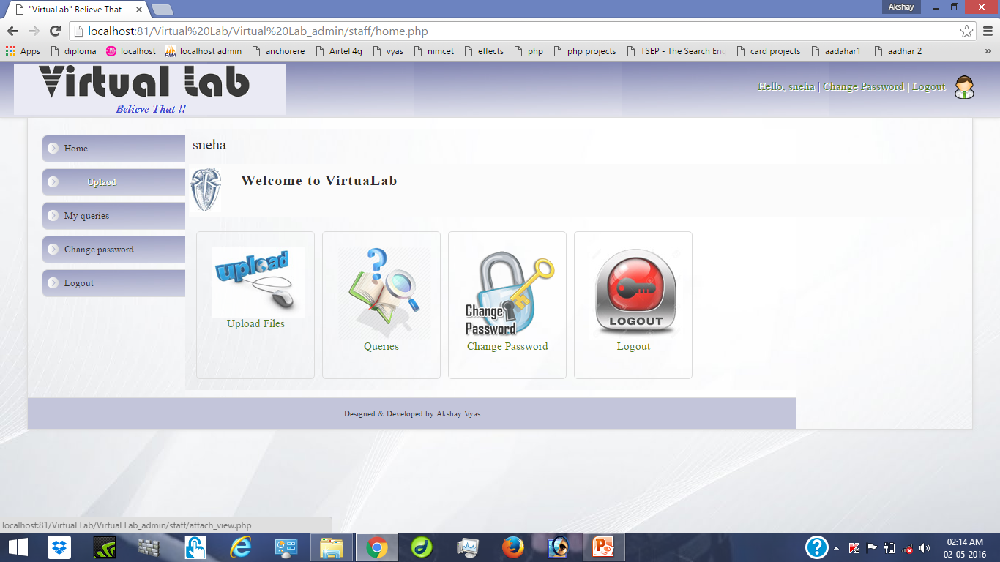 "VirtuaLab" Believe That
Akshay
localhost:81/Virtual%20Lab/Virtual%20Lab_admin/staff/home.php
Apps diploma localhost localhost admin anchorere Airtel 4g vyas nimcet effects php php projects TSEP - The Search Eng card projects aadahar1 aadhar 2 »
Virtual Lab
Believe That !!
Hello, sneha | Change Password | Logout
Home
Uplaod
My queries
Change password
Logout
sneha
Welcome to VirtuaLab
upload
Upload Files
?
Queries
Change
Password
Change Password
LOGOUT
Logout
Designed & Developed by Akshay Vyas
localhost:81/Virtual Lab/Virtual Lab_admin/staff/attach_view.php
02:14 AM
02-05-2016